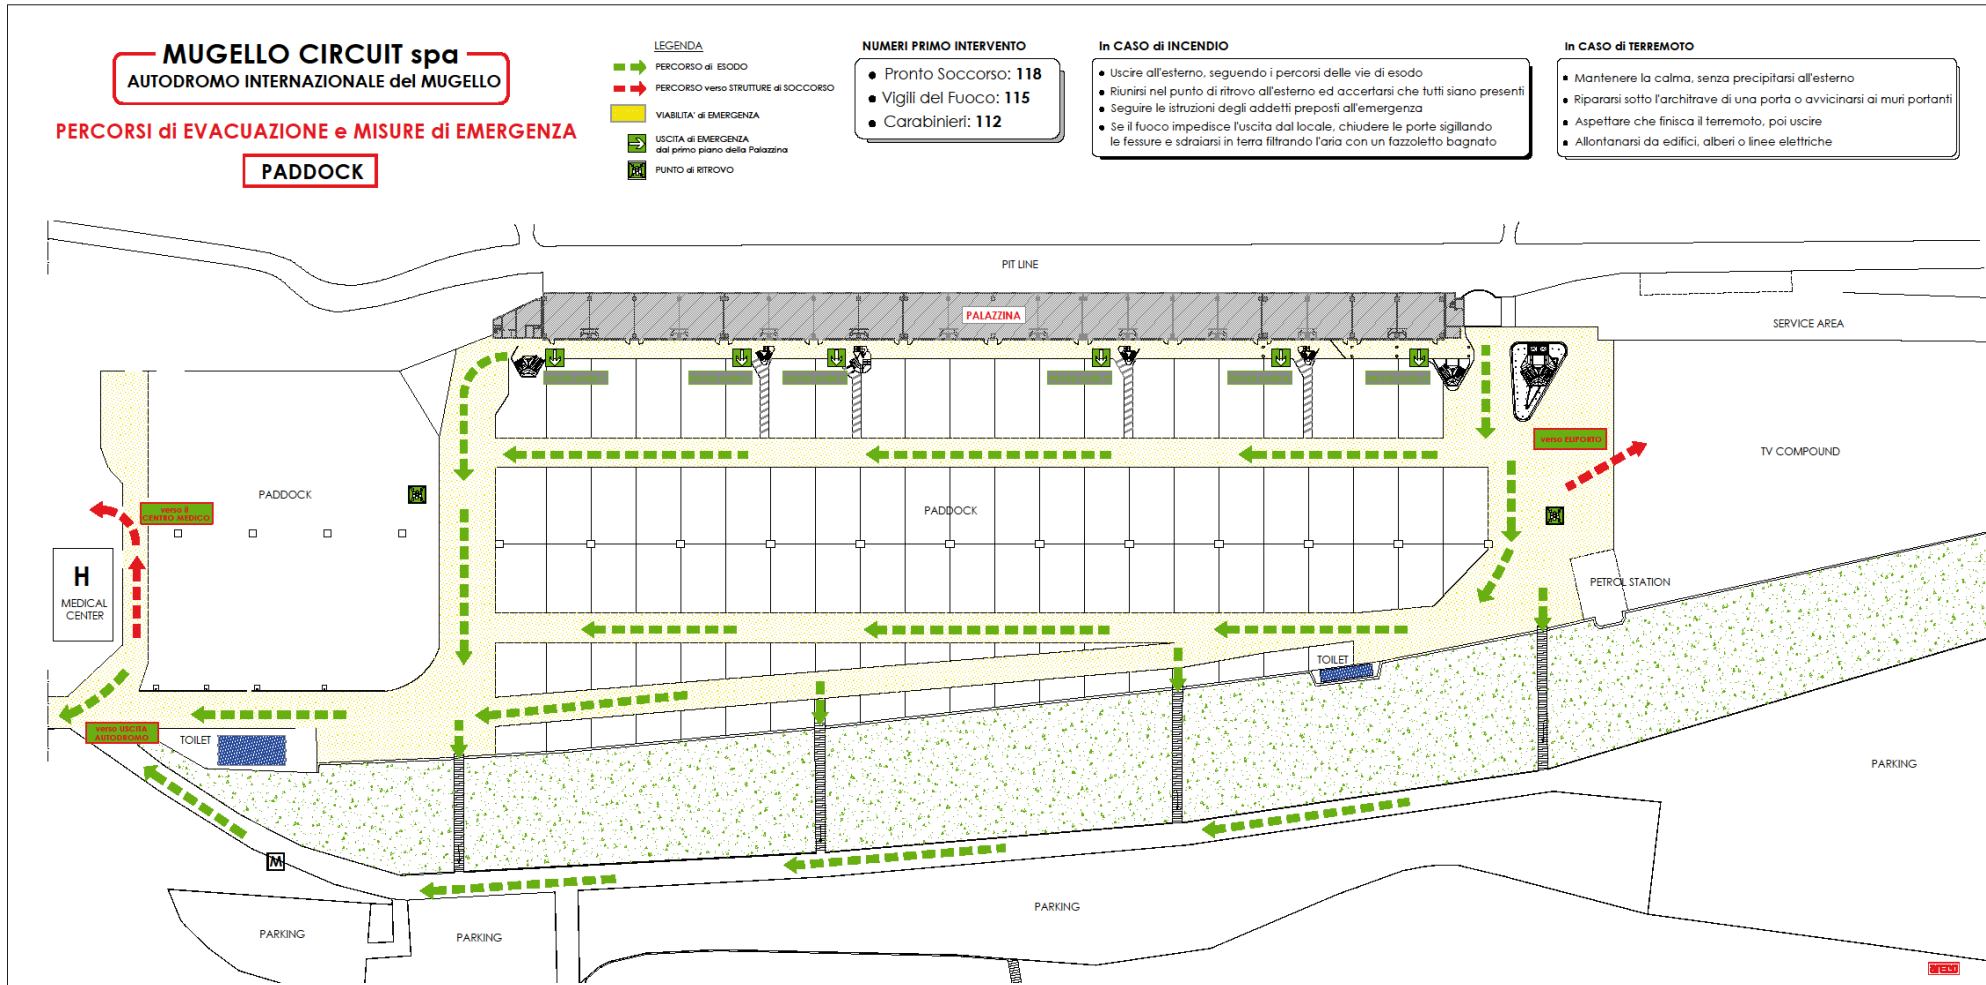 MUGELLO CIRCUIT spa
AUTODROMO INTERNAZIONALE del MUGELLO
PERCORSI di EVACUAZIONE e MISURE di EMERGENZA
PADDOCK
LEGENDA
PERCORSO di ESODO
PERCORSO verso STRUTTURE di SOCCORSO
VIABILITA' di EMERGENZA
USCITA di EMERGENZA
dal primo piano della Palazzina
PUNTO di RITROVO
NUMERI PRIMO INTERVENTO
• Pronto Soccorso: 118
• Vigili del Fuoco: 115
• Carabinieri: 112
In CASO di INCENDIO
• Uscire all'esterno, seguendo i percorsi delle vie di esodo
• Riunirsi nel punto di ritrovo all'esterno ed accertarsi che tutti siano presenti
• Seguire le istruzioni degli addetti preposti all'emergenza
• Se il fuoco impedisce l'uscita dal locale, chiudere le porte sigillando
le fessure e sdraiarsi in terra filtrando l'aria con un fazzoletto bagnato
In CASO di TERREMOTO
• Mantenere la calma, senza precipitarsi all'esterno
• Ripararsi sotto l'architrave di una porta o avvicinarsi ai muri portanti
• Aspettare che finisca il terremoto, poi uscire
• Allontanarsi da edifici, alberi o linee elettriche
PIT LINE
PALAZZINA
SERVICE AREA
verso ELIPORTO
TV COMPOUND
PADDOCK
PADDOCK
verso il
CENTRO MEDICO
H
MEDICAL
CENTER
PETROL STATION
TOILET
verso USCITA
AUTODROMO
TOILET
PARKING
M
PARKING
PARKING
PARKING